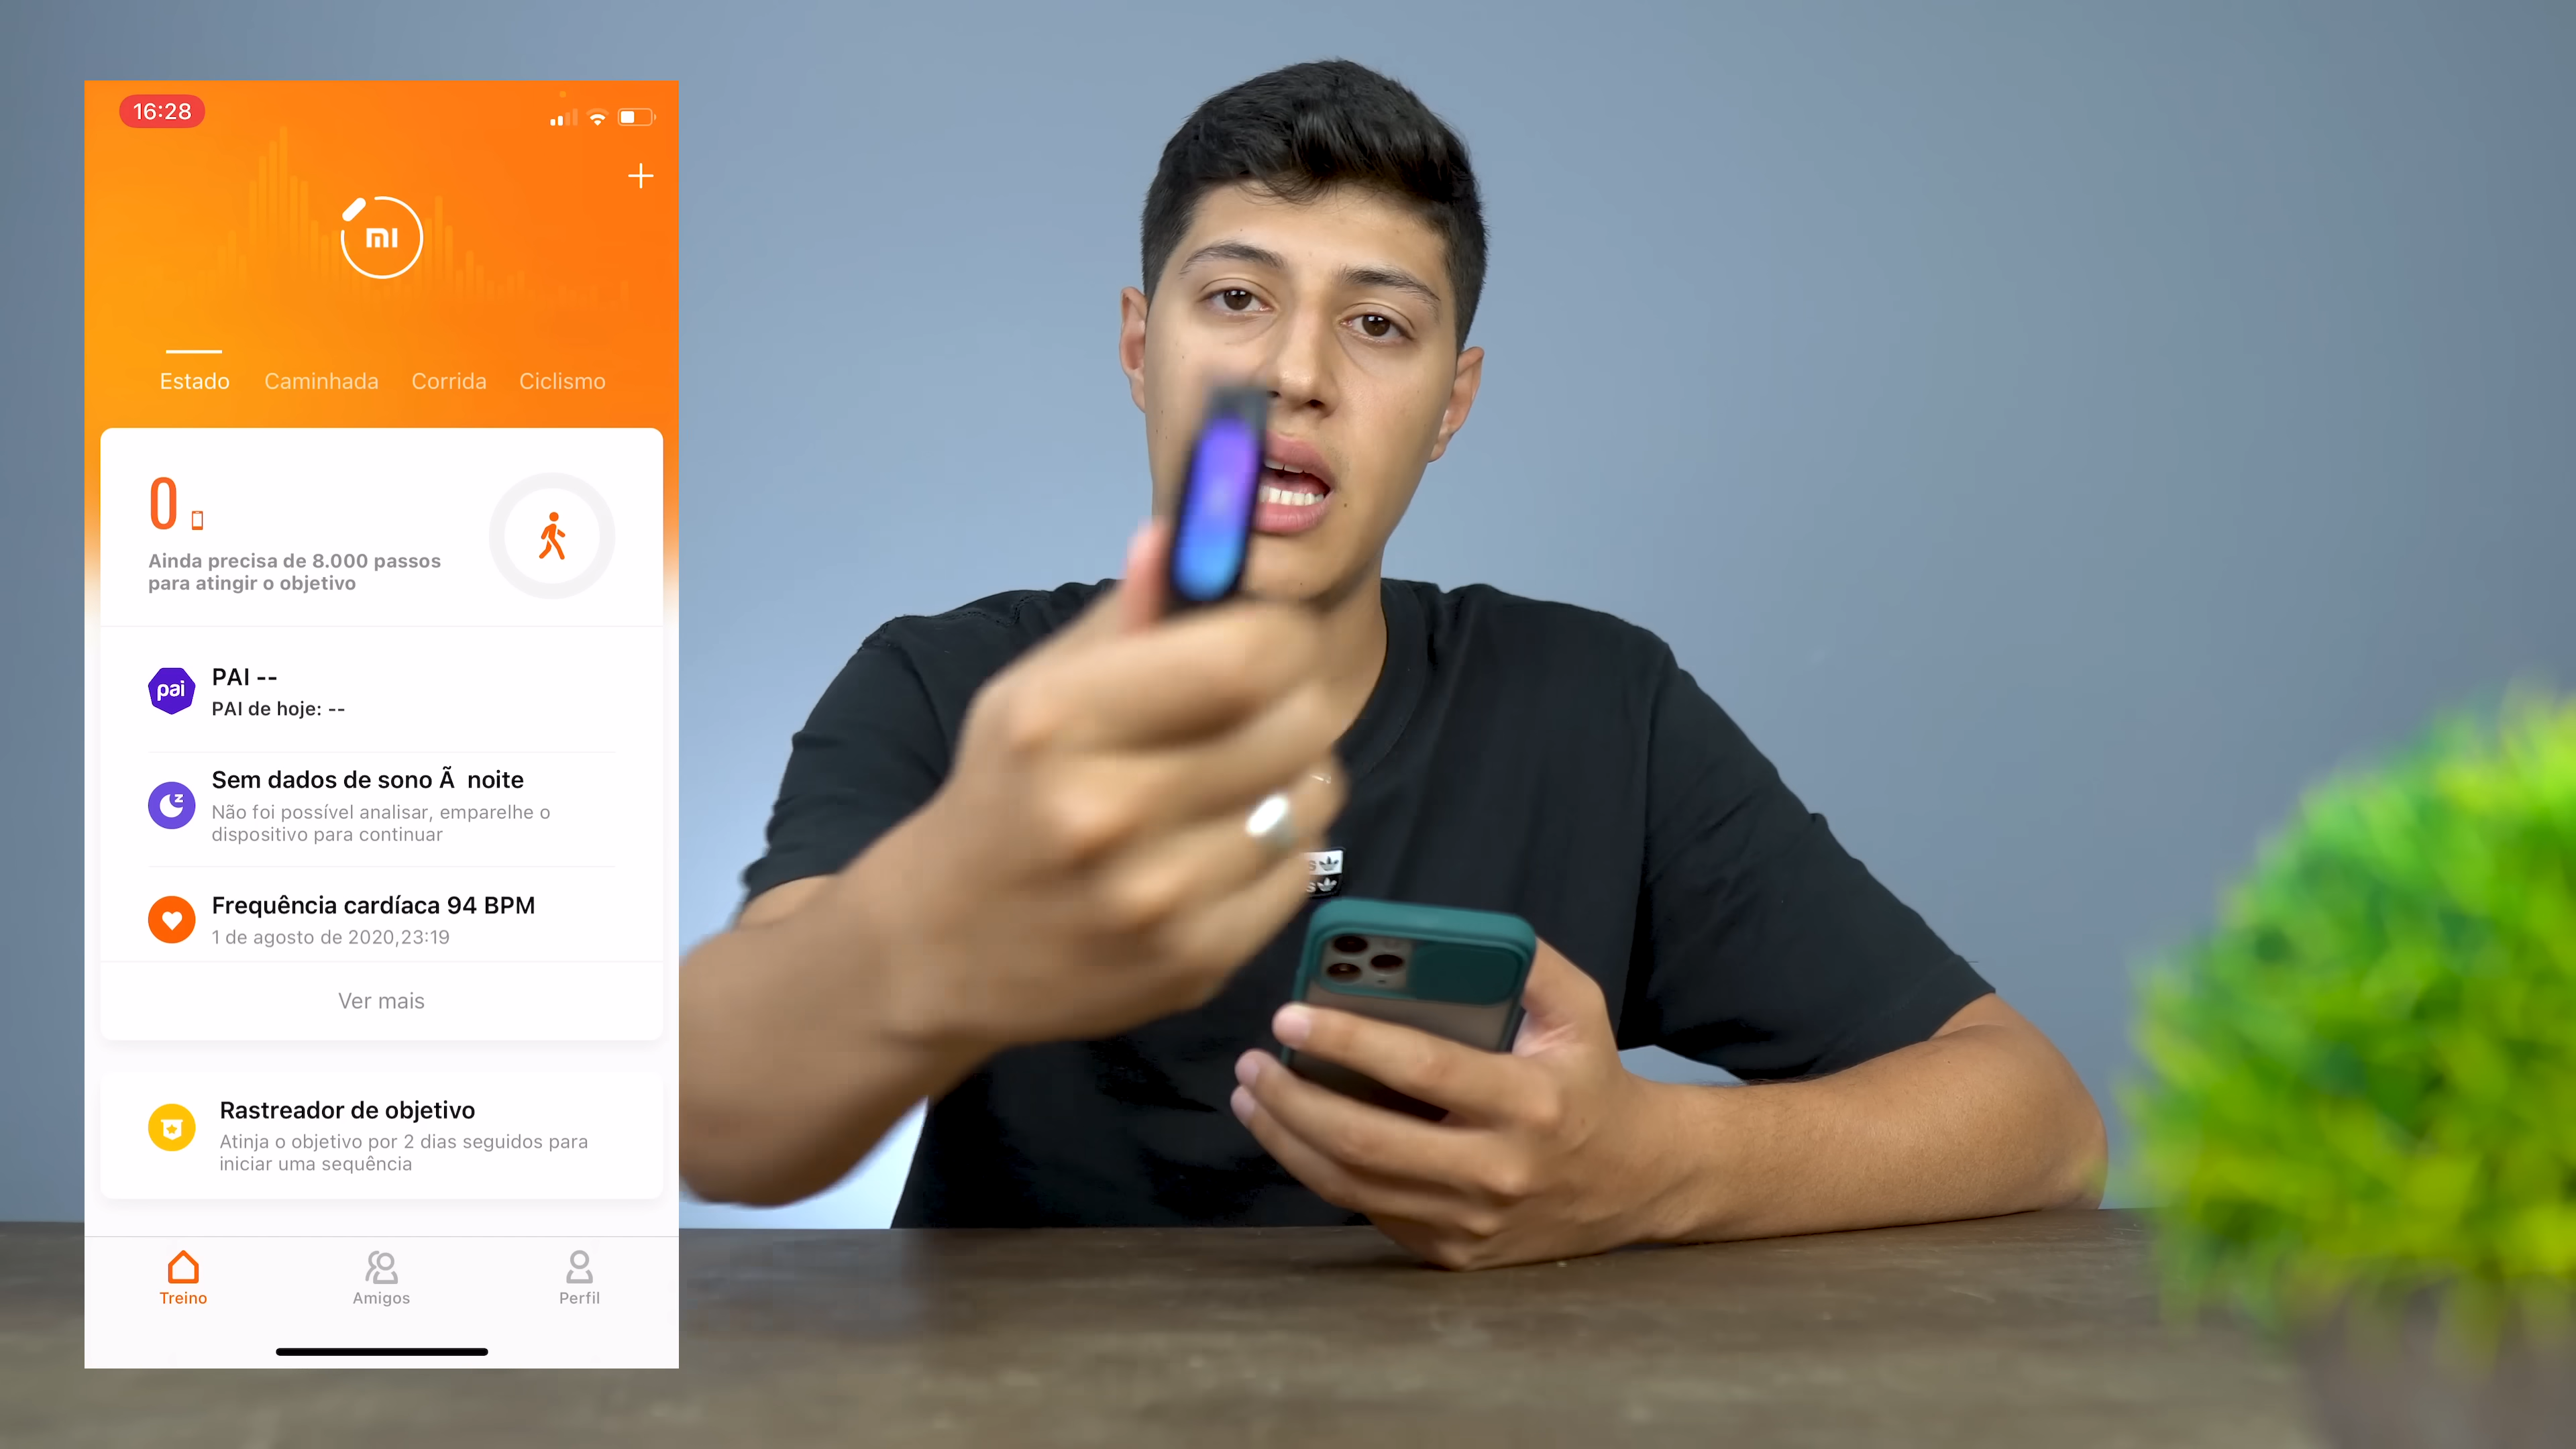 16:28
mi
Estado Caminhada Corrida Ciclismo
0
Ainda precisa de 8.000 passos
para atingir o objetivo
pai
PAI --
PAI de hoje: --
Sem dados de sono Ã  noite
Não foi possível analisar, emparelhe o
dispositivo para continuar
Frequência cardíaca 94 BPM
1 de agosto de 2020,23:19
Ver mais
Rastreador de objetivo
Atinja o objetivo por 2 dias seguidos para
iniciar uma sequência
Treino Amigos Perfil